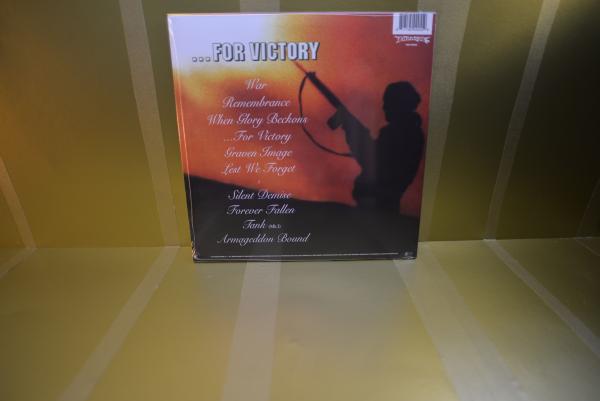 ...FOR VICTORY
War
Remembrance
When Glory Beckons
...For Victory
Graven Image
Lest We Forget
Silent Demise
Forever Fallen
Tank (Mk.I)
Armageddon Bound